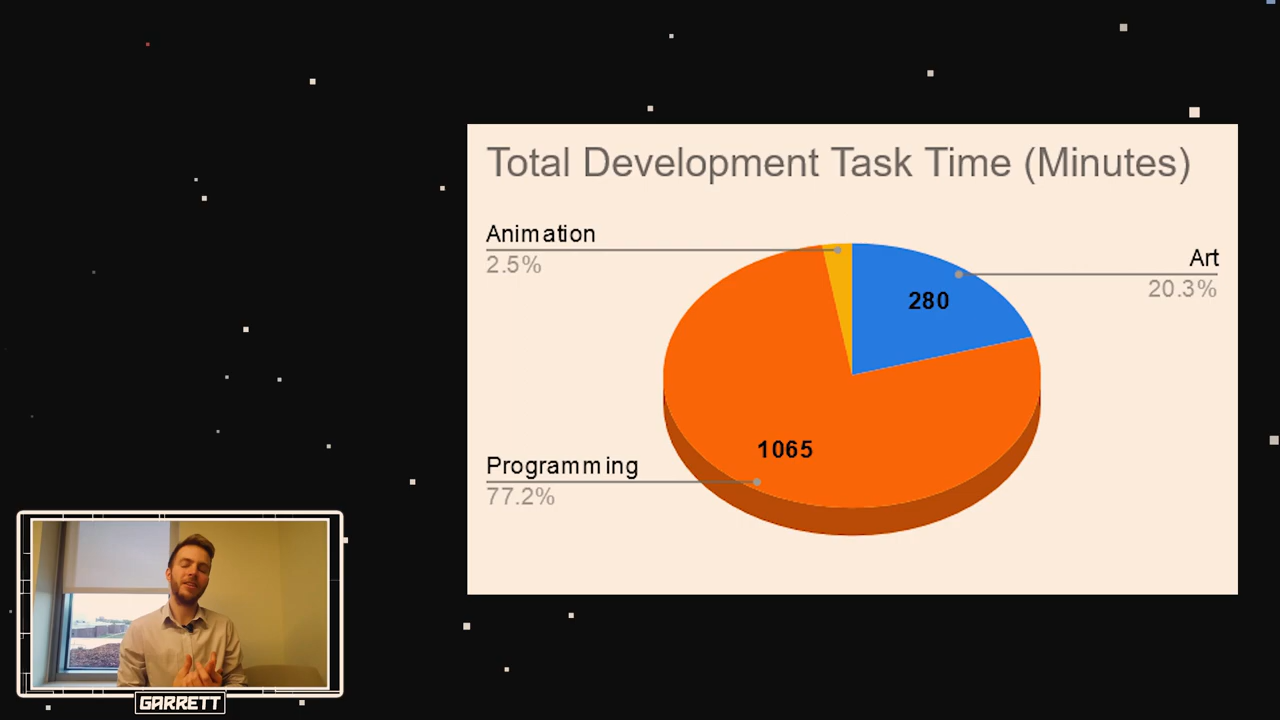 Total Development Task Time (Minutes)
Animation
2.5%
Art
20.3%
280
1065
Programming
77.2%
GARRETT